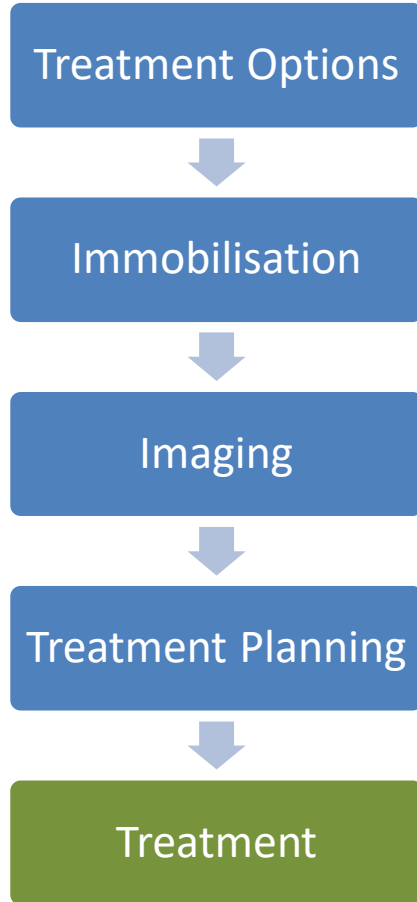 Treatment Options
Immobilisation
Imaging
Treatment Planning
Treatment